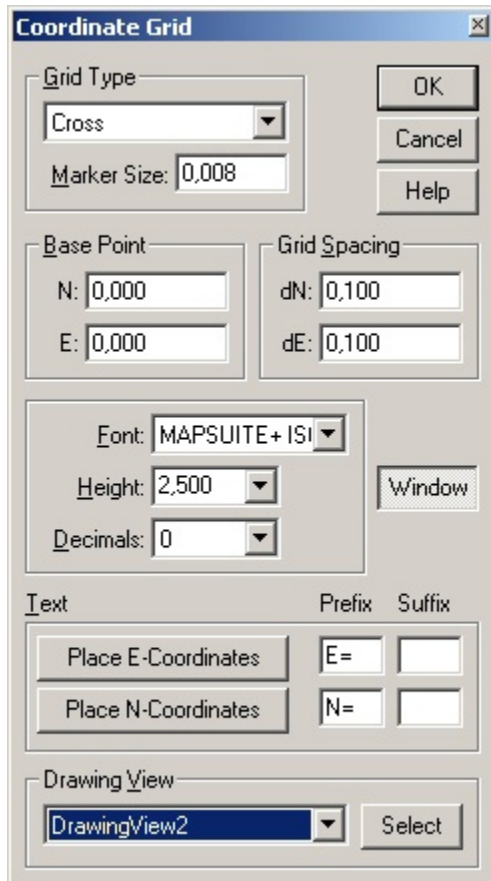 Coordinate Grid
Grid Type
Cross
Marker Size: 0,008
OK
Cancel
Help
Base Point
N: 0,000
E: 0,000
Grid Spacing
dN: 0,100
dE: 0,100
Font: MAPSUITE+ IS
Height: 2,500
Decimals: 0
Window
Text Prefix Suffix
Place E-Coordinates E=
Place N-Coordinates N=
Drawing View
DrawingView2 Select